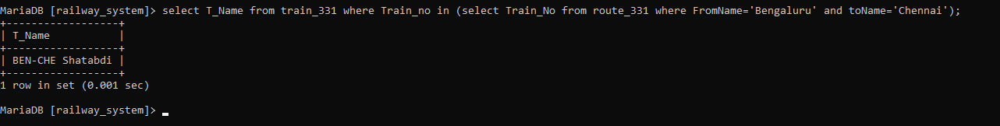 MariaDB [railway_system]> select T_Name from train_331 where Train_no in (select Train_No from route_331 where FromName='Bengaluru' and toName='Chennai');
+------------------+
| T_Name           |
+------------------+
| BEN-CHE Shatabdi |
+------------------+
1 row in set (0.001 sec)

MariaDB [railway_system]> _